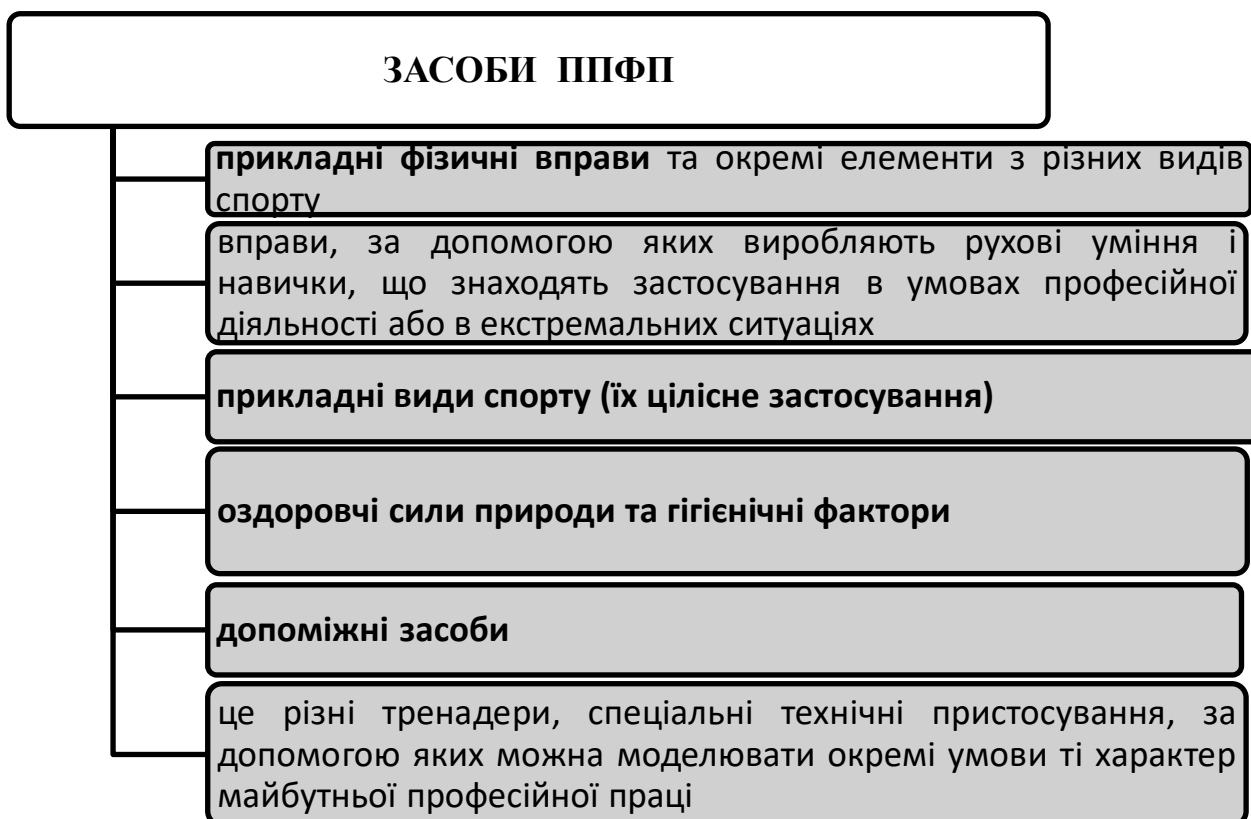 ЗАСОБИ ППФП
прикладні фізичні вправи та окремі елементи з різних видів
спорту
вправи, за допомогою яких виробляють рухові уміння і
навички, що знаходять застосування в умовах професійної
діяльності або в екстремальних ситуаціях
прикладні види спорту (їх цілісне застосування)
оздоровчі сили природи та гігієнічні фактори
допоміжні засоби
це різні тренадери, спеціальні технічні пристосування, за
допомогою яких можна моделювати окремі умови ті характер
майбутньої професійної праці